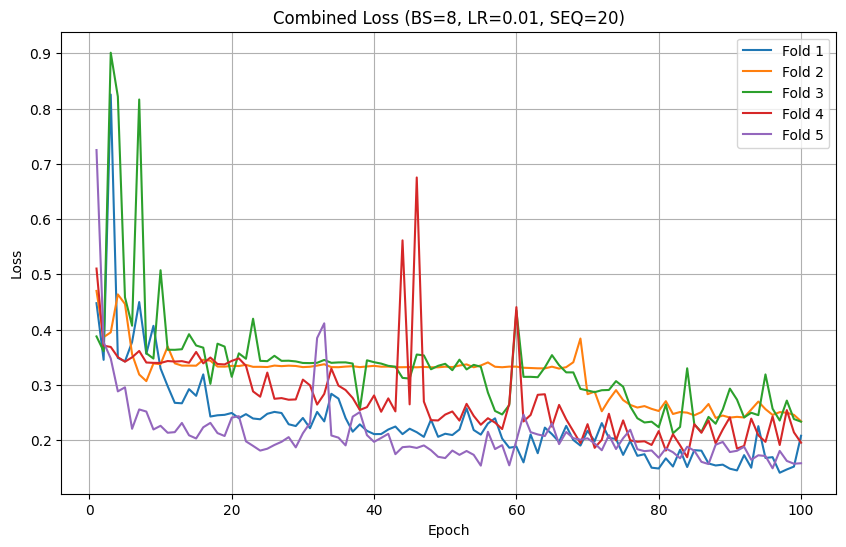 Combined Loss (BS=8, LR=0.01, SEQ=20)
Fold 1
Fold 2
Fold 3
Fold 4
Fold 5
Loss
0.9
0.8
0.7
0.6
0.5
0.4
0.3
0.2
0 20 40 60 80 100
Epoch